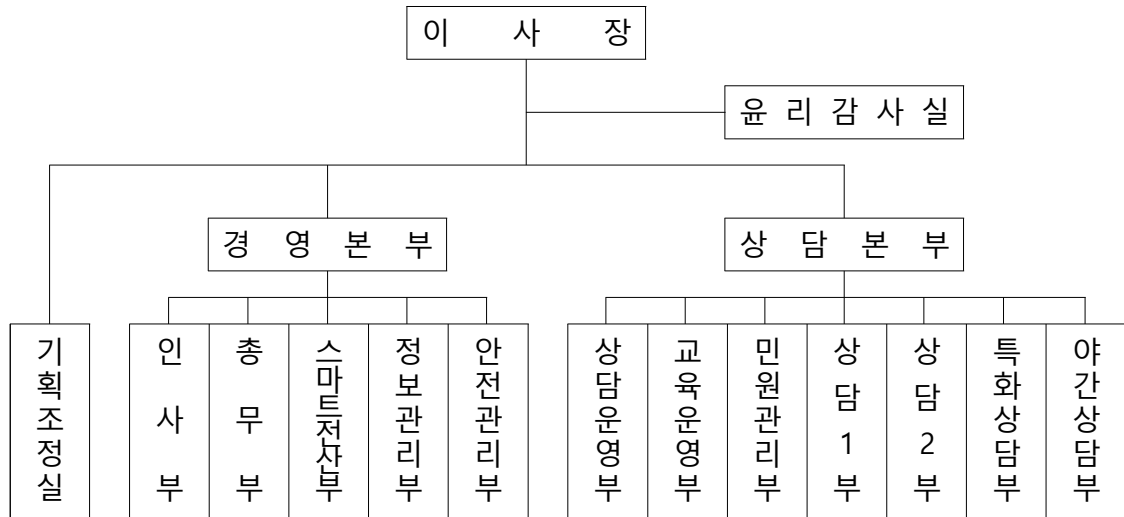 이 사 장
윤 리 감 사 실
경 영 본 부
상 담 본 부
기획조정실
인사부
총무부
스마트전산부
정보관리부
안전관리부
상담운영부
교육운영부
민원관리부
상담1부
상담2부
특화상담부
야간상담부